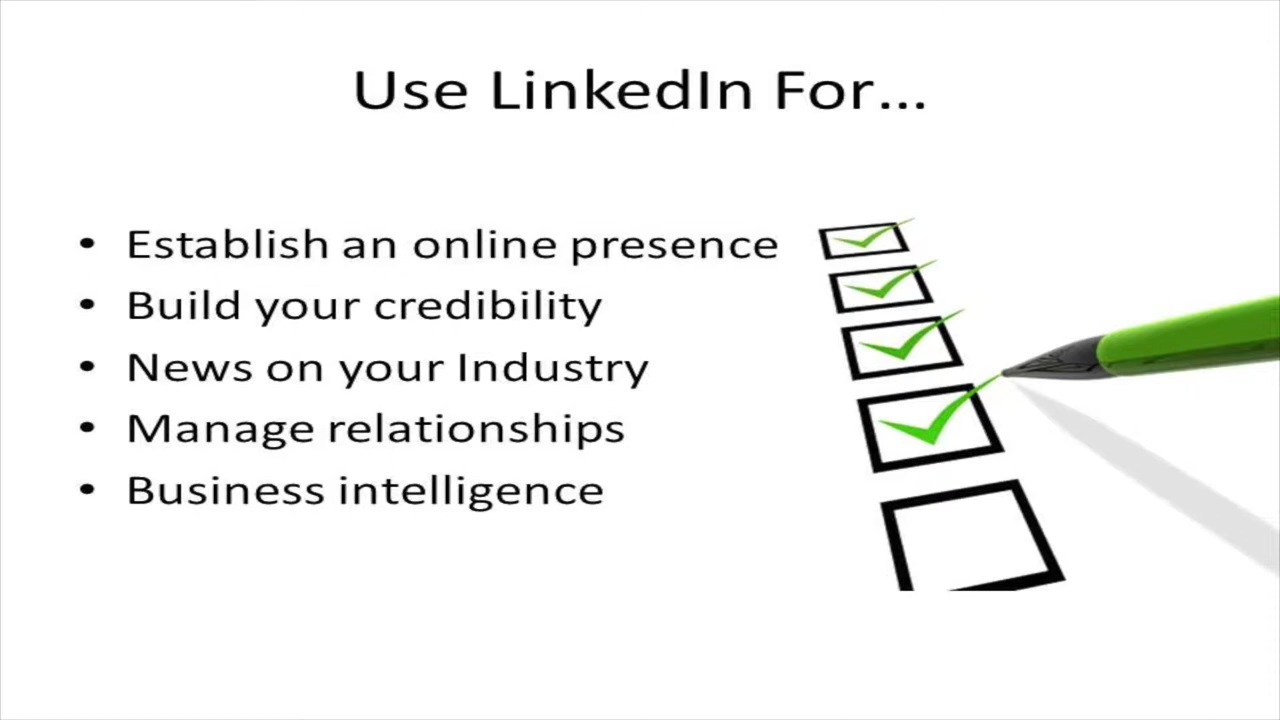 Use LinkedIn For...
• Establish an online presence
• Build your credibility
• News on your Industry
• Manage relationships
• Business intelligence